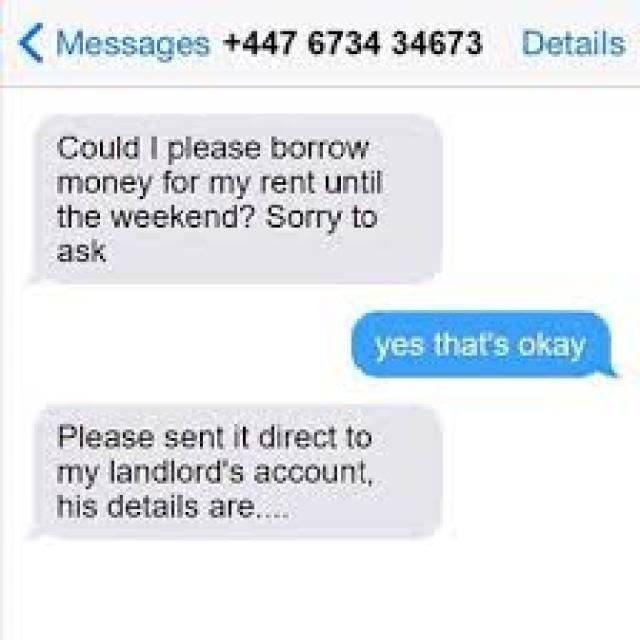 Messages +447 6734 34673 Details
Could I please borrow
money for my rent until
the weekend? Sorry to
ask
yes that's okay
Please sent it direct to
my landlord's account,
his details are....